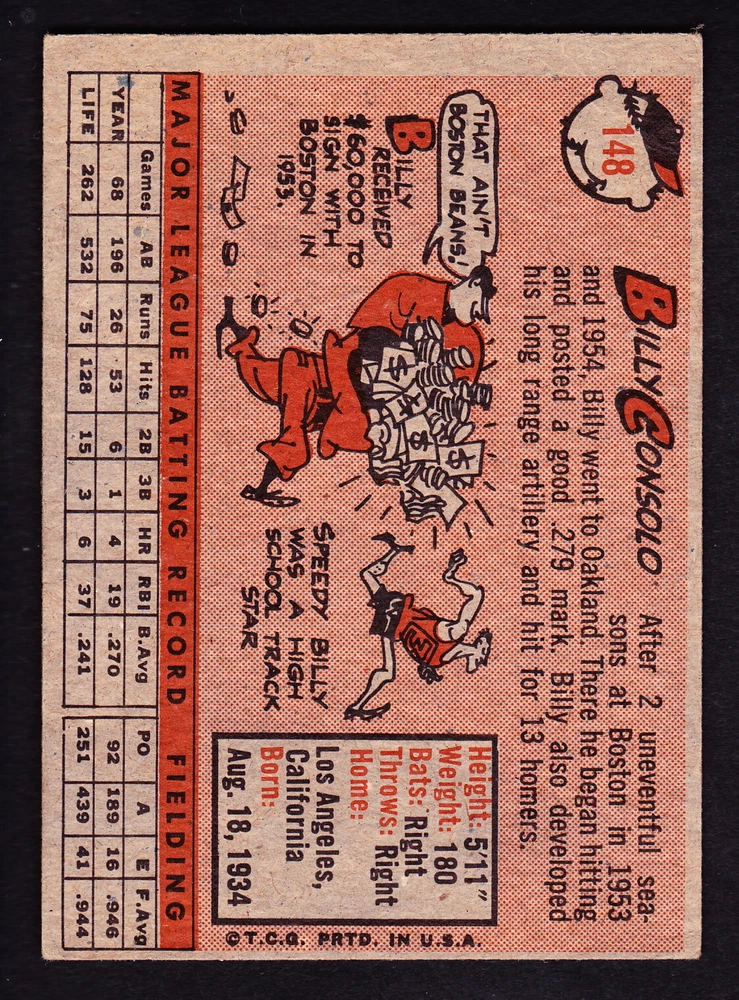 148
BILLY CONSOLO
After 2 uneventful sea-
sons at Boston in 1953
and 1954, Billy went to Oakland. There he began hitting
and posted a good .279 mark. Billy also developed
his long range artillery and hit for 13 homers.
THAT AIN'T
BOSTON BEANS!
BILLY
RECEIVED
$60,000 TO
SIGN WITH
BOSTON IN
1953.
SPEEDY BILLY
WAS A HIGH
SCHOOL TRACK
STAR
Height: 5'11"
Weight: 180
Bats: Right
Throws: Right
Home:
Los Angeles,
California
Born:
Aug. 18, 1934
©T.C.G. PRTD. IN U.S.A.
MAJOR LEAGUE BATTING RECORD FIELDING
Games AB Runs Hits 2B 3B HR RBI B.Avg PO A E F.Avg
YEAR 68 196 26 53 6 1 4 19 .270 92 189 16 .946
LIFE 262 532 75 128 15 3 6 37 .241 251 439 41 .944